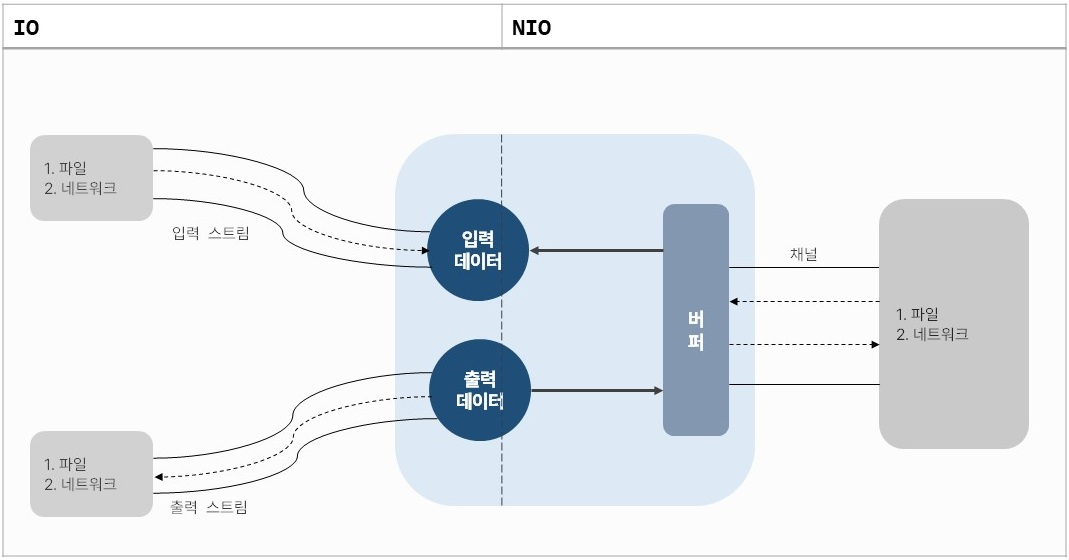 IO
NIO
1. 파일
2. 네트워크
입력 스트림
입력
데이터
채널
버
퍼
1. 파일
2. 네트워크
출력
데이터
1. 파일
2. 네트워크
출력 스트림